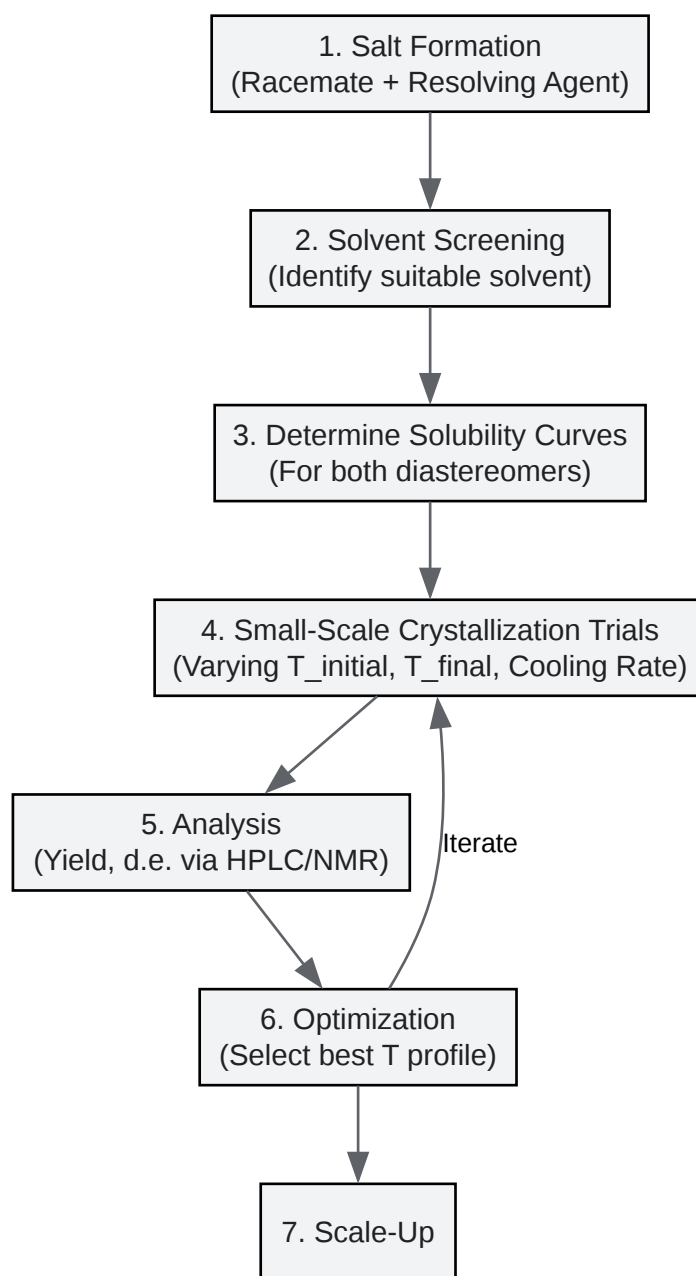 1. Salt Formation
(Racemate + Resolving Agent)
2. Solvent Screening
(Identify suitable solvent)
3. Determine Solubility Curves
(For both diastereomers)
4. Small-Scale Crystallization Trials
(Varying T_initial, T_final, Cooling Rate)
5. Analysis
(Yield, d.e. via HPLC/NMR)
Iterate
6. Optimization
(Select best T profile)
7. Scale-Up